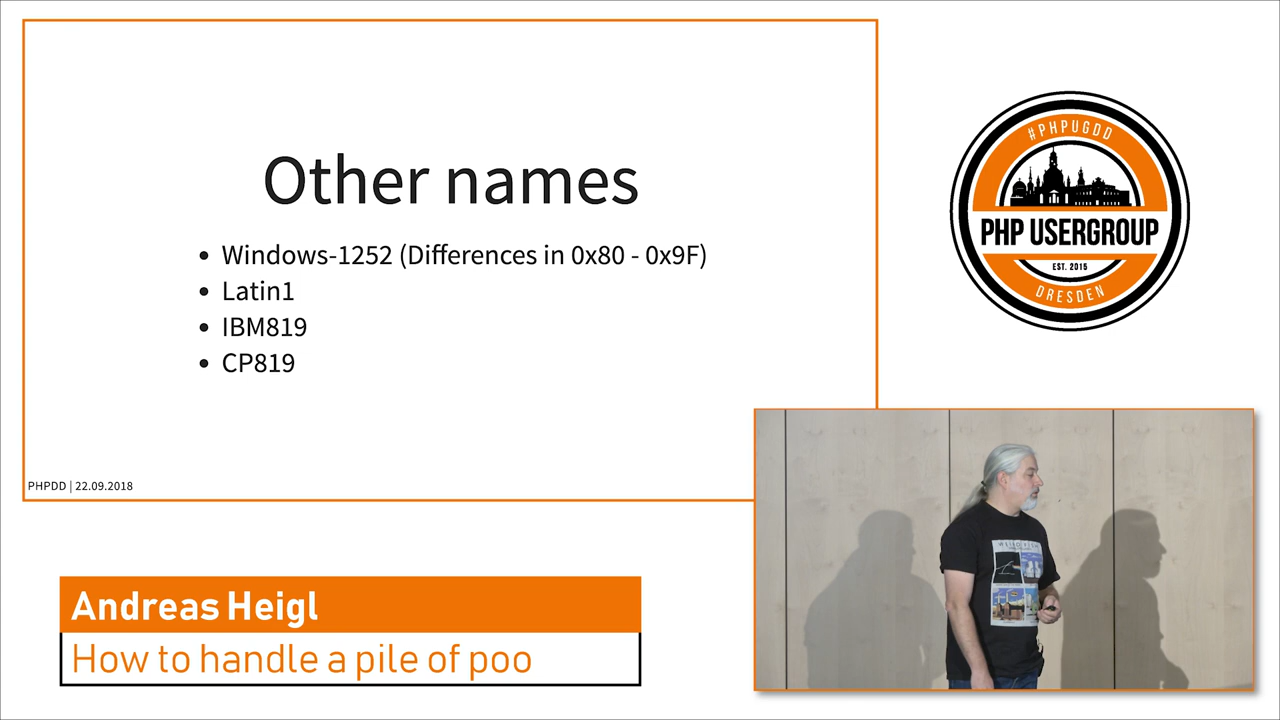 Other names
Windows-1252 (Differences in 0x80 - 0x9F)
Latin1
IBM819
CP819
PHPDD | 22.09.2018
#PHPUGDD
PHP USERGROUP
EST. 2015
DRESDEN
Andreas Heigl
How to handle a pile of poo